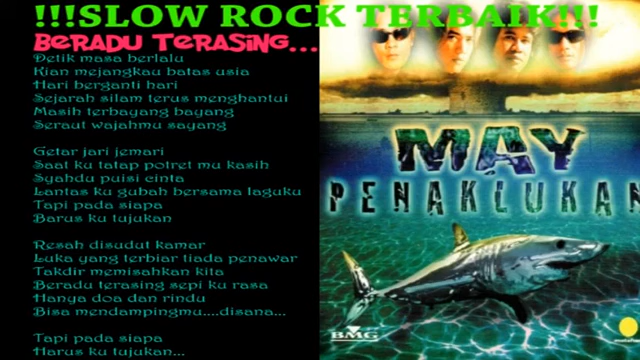 !!!SLOW ROCK TERBAIK!!!
BERADU TERASING...
Detik masa berlalu
Kian mejangkau batas usia
Hari berganti hari
Sejarah silam terus menghantui
Masih terbayang bayang
Seraut wajahmu sayang
Getar jari jemari
Saat ku tatap potret mu kasih
Syahdu puisi cinta
Lantas ku gubah bersama laguku
Tapi pada siapa
Barus ku tujukan
Resah disudut kamar
Luka yang terbiar tiada penawar
Takdir memisahkan kita
Beradu terasing sepi ku rasa
Hanya doa dan rindu
Bisa mendampingmu....disana...
Tapi pada siapa
Harus ku tujukan...
MAY
PENAKLUKAN
BMG